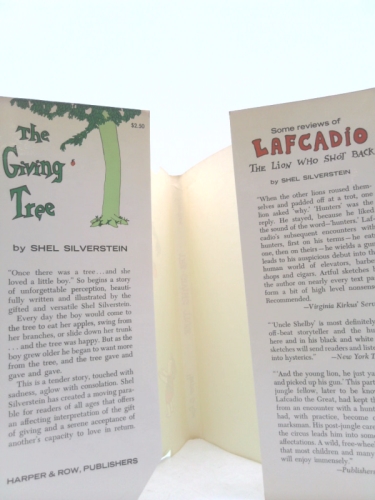 $2.50
The
Giving
Tree
by SHEL SILVERSTEIN
"Once there was a tree . . . and she
loved a little boy." So begins a story
of unforgettable perception, beauti-
fully written and illustrated by the
gifted and versatile Shel Silverstein.
Every day the boy would come to
the tree to eat her apples, swing from
her branches, or slide down her trunk
. . . and the tree was happy. But as the
boy grew older he began to want more
from the tree, and the tree gave and
gave and gave.
This is a tender story, touched with
sadness, aglow with consolation. Shel
Silverstein has created a moving para-
ble for readers of all ages that offers
an affecting interpretation of the gift
of giving and a serene acceptance of
another's capacity to love in return.
HARPER & ROW, PUBLISHERS
Some reviews of
LAFCADIO
THE LION WHO SHOT BACK
by SHEL SILVERSTEIN
"When the other lions roused them-
selves and padded off at a trot, one
lion asked 'why.' 'Hunters' was the
reply. He stayed, because he liked
the sound of the word—'hunters.' Laf-
cadio's subsequent encounters with
hunters, first on his terms—he eats
one, then on theirs—he wields a gun
leads to his auspicious debut into the
human world of elevators, barber
shops and cigars. Artful sketches by
the author on nearly every text pa
form a bit of high level nonsense
Recommended.
—Virginia Kirkus' Serv
"Uncle Shelby is most definitely
off-beat storyteller and the hum
here and in his black and white
sketches will send readers and listen
into hysterics." —New York T
"'And the young lion, he just ya
and picked up his gun.' This part
jungle fellow, later to be know
Lafcadio the Great, had kept th
from an encounter with a hunt
had, with practice, become a
marksman. His post-jungle caree
the circus leads him into some
affectations. A wild, free-wheel
that most children and many
will enjoy immensely."
—Publishers